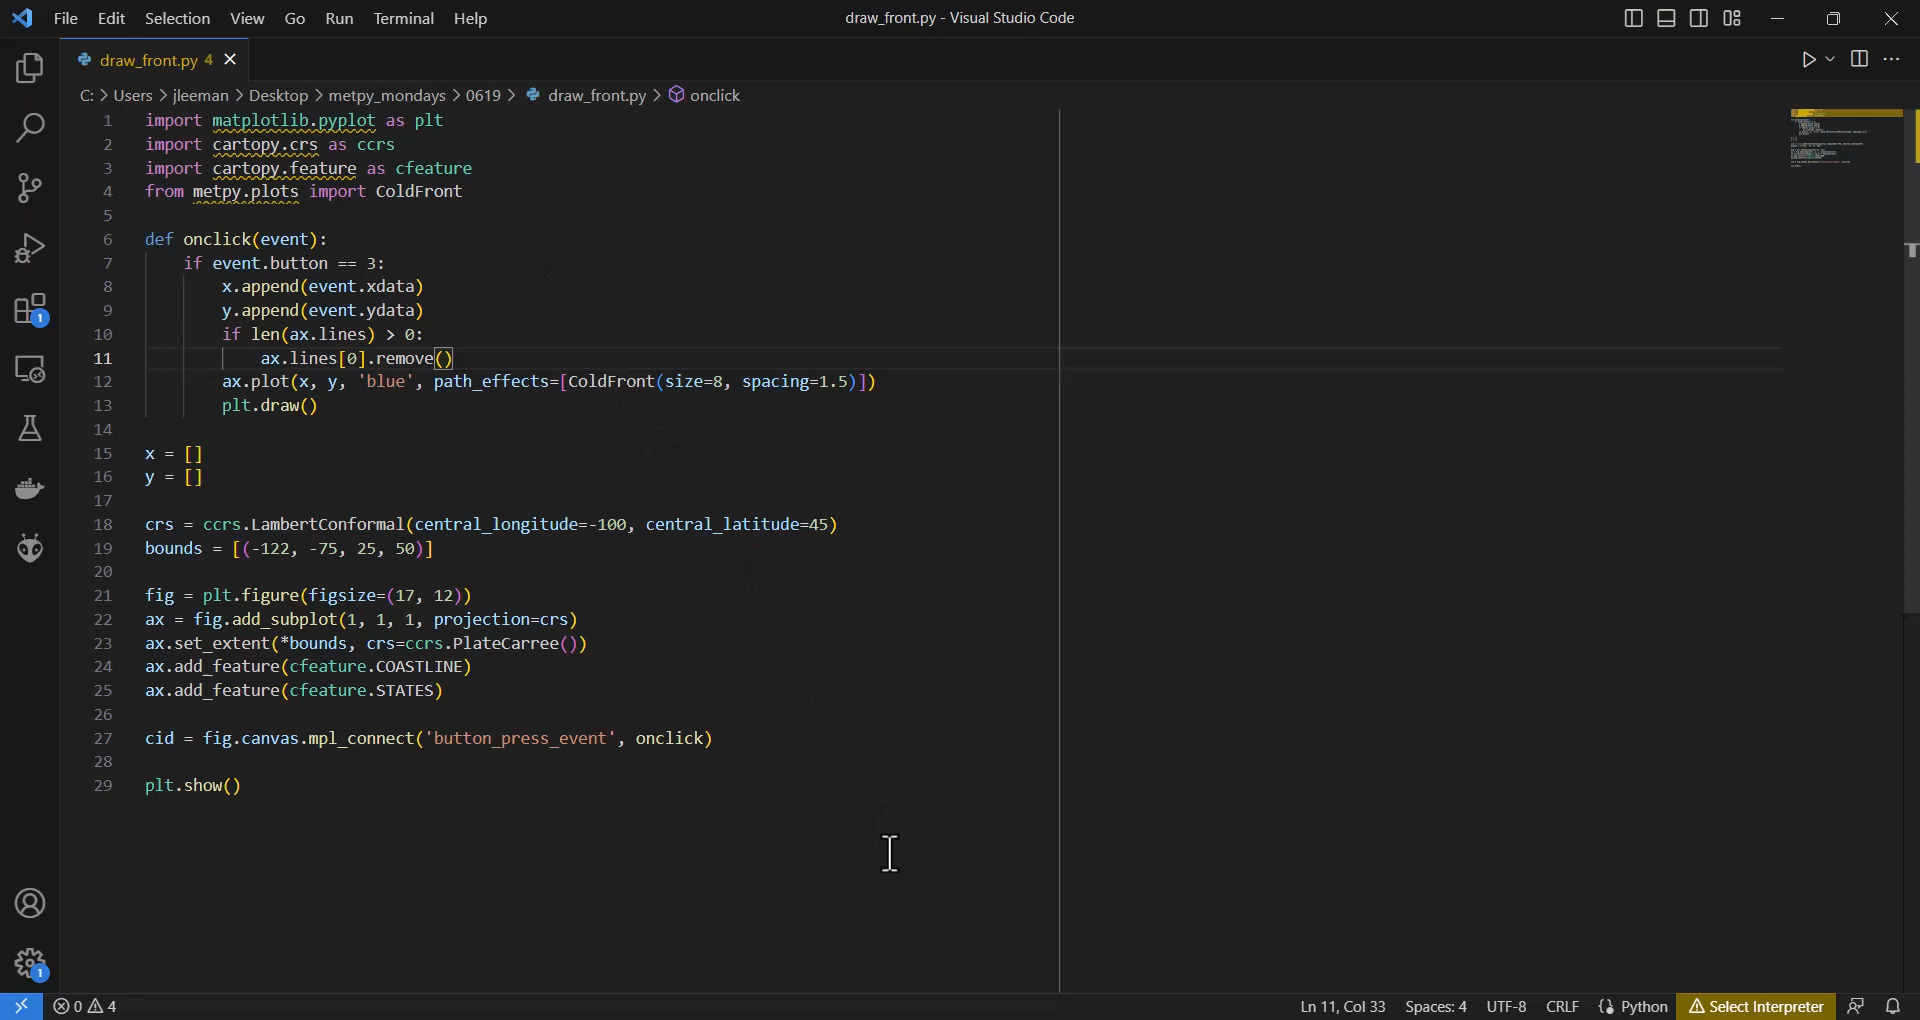 File Edit Selection View Go Run Terminal Help
draw_front.py - Visual Studio Code
draw_front.py 4
C: > Users > jleeman > Desktop > metpy_mondays > 0619 > draw_front.py > onclick
1 import matplotlib.pyplot as plt
2 import cartopy.crs as ccrs
3 import cartopy.feature as cfeature
4 from metpy.plots import ColdFront
5
6 def onclick(event):
7     if event.button == 3:
8         x.append(event.xdata)
9         y.append(event.ydata)
10         if len(ax.lines) > 0:
11             ax.lines[0].remove()
12         ax.plot(x, y, 'blue', path_effects=[ColdFront(size=8, spacing=1.5)])
13         plt.draw()
14
15 x = []
16 y = []
17
18 crs = ccrs.LambertConformal(central_longitude=-100, central_latitude=45)
19 bounds = [(-122, -75, 25, 50)]
20
21 fig = plt.figure(figsize=(17, 12))
22 ax = fig.add_subplot(1, 1, 1, projection=crs)
23 ax.set_extent(*bounds, crs=ccrs.PlateCarree())
24 ax.add_feature(cfeature.COASTLINE)
25 ax.add_feature(cfeature.STATES)
26
27 cid = fig.canvas.mpl_connect('button_press_event', onclick)
28
29 plt.show()
1
1
0 4
Ln 11, Col 33 Spaces: 4 UTF-8 CRLF Python Select Interpreter